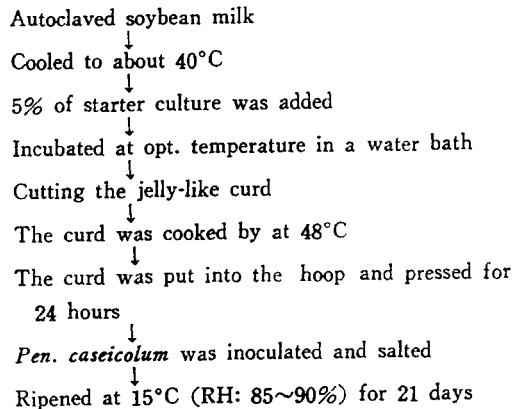 Autoclaved soybean milk
↓
Cooled to about 40°C
↓
5% of starter culture was added
↓
Incubated at opt. temperature in a water bath
↓
Cutting the jelly-like curd
↓
The curd was cooked by at 48°C
↓
The curd was put into the hoop and pressed for
24 hours
↓
Pen. caseicolum was inoculated and salted
↓
Ripened at 15°C (RH: 85~90%) for 21 days